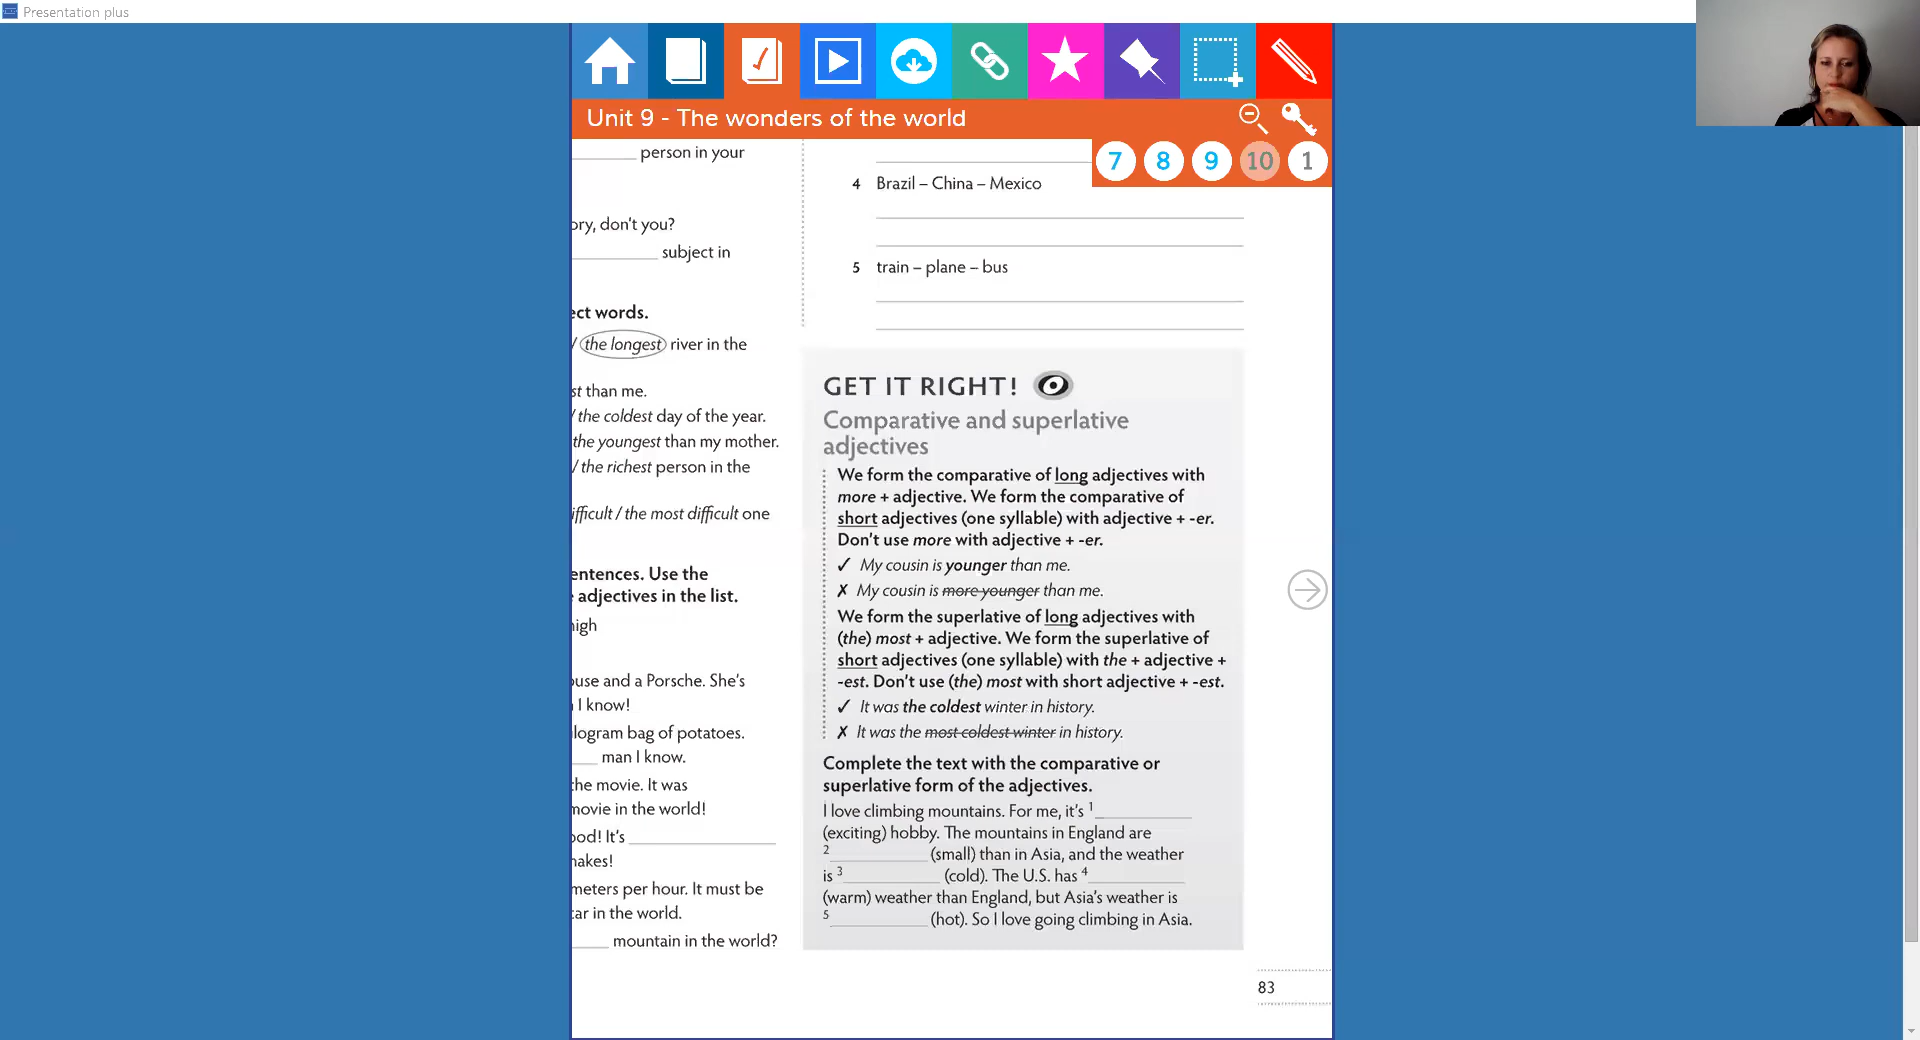 Presentation plus
Unit 9 - The wonders of the world
7 8 9 10 1
person in your
ory, don't you?
subject in
ect words.
/ the longest river in the
st than me.
/ the coldest day of the year.
the youngest than my mother.
/ the richest person in the
ifficult / the most difficult one
entences. Use the
e adjectives in the list.
high
ouse and a Porsche. She's
I know!
logram bag of potatoes.
man I know.
the movie. It was
movie in the world!
ood! It's
nakes!
meters per hour. It must be
car in the world.
mountain in the world?
4 Brazil – China – Mexico
5 train – plane – bus
GET IT RIGHT!
Comparative and superlative
adjectives
We form the comparative of long adjectives with
more + adjective. We form the comparative of
short adjectives (one syllable) with adjective + -er.
Don't use more with adjective + -er.
✓ My cousin is younger than me.
✗ My cousin is more younger than me.
We form the superlative of long adjectives with
(the) most + adjective. We form the superlative of
short adjectives (one syllable) with the + adjective +
-est. Don't use (the) most with short adjective + -est.
✓ It was the coldest winter in history.
✗ It was the most coldest winter in history.
Complete the text with the comparative or
superlative form of the adjectives.
I love climbing mountains. For me, it's 1
(exciting) hobby. The mountains in England are
2 (small) than in Asia, and the weather
is 3 (cold). The U.S. has 4
(warm) weather than England, but Asia's weather is
5 (hot). So I love going climbing in Asia.
83